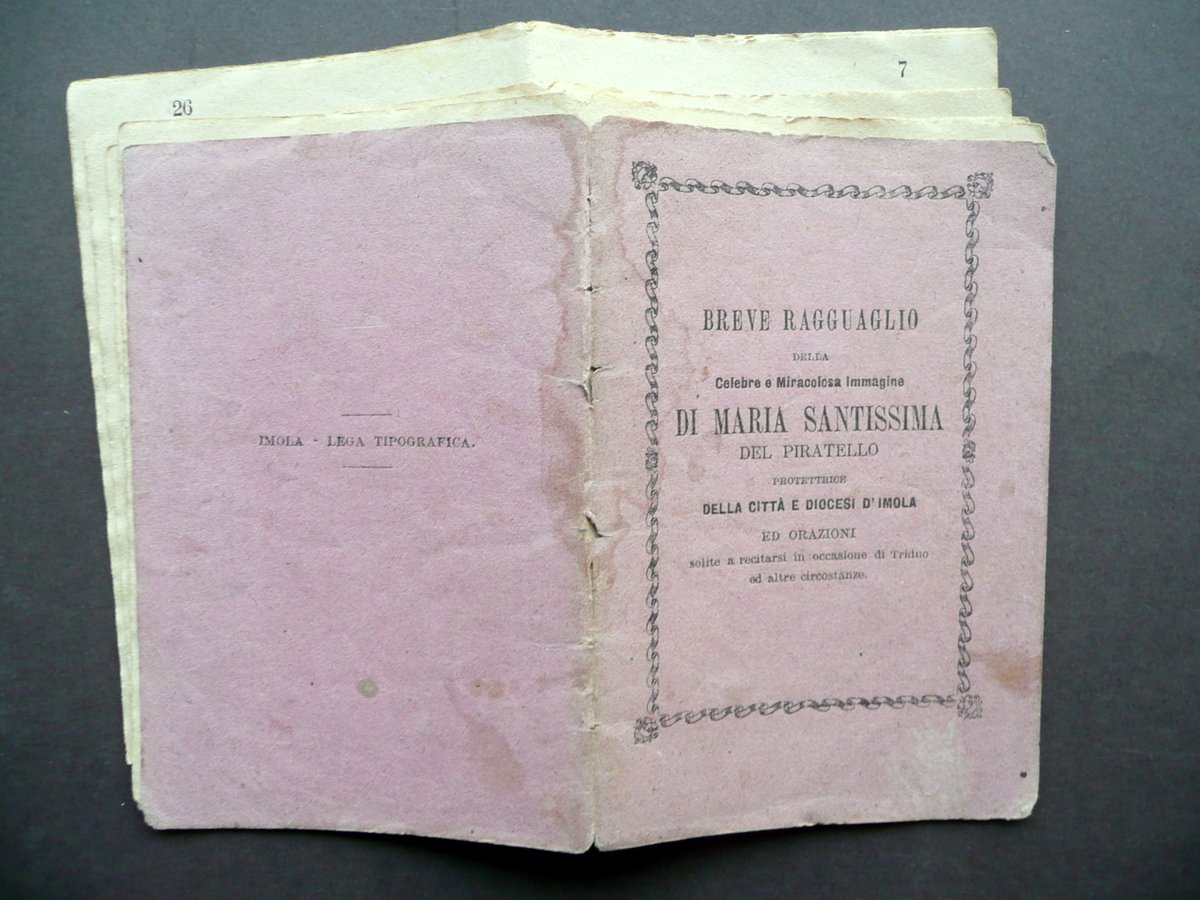 26
7
IMOLA - LEGA TIPOGRAFICA.
BREVE RAGGUAGLIO
DELLA
Celebre e Miracolosa Immagine
DI MARIA SANTISSIMA
DEL PIRATELLO
PROTETTRICE
DELLA CITTÀ E DIOCESI D'IMOLA
ED ORAZIONI
solite a recitarsi in occasione di Triduo
ed altre circostanze.